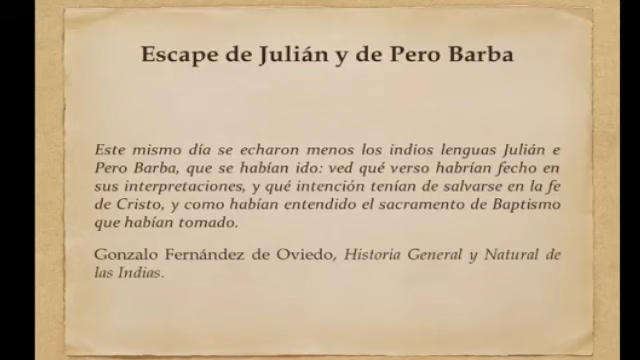 Escape de Julián y de Pero Barba
Este mismo día se echaron menos los indios lenguas Julián e
Pero Barba, que se habían ido: ved qué verso habrían fecho en
sus interpretaciones, y qué intención tenían de salvarse en la fe
de Cristo, y como habían entendido el sacramento de Baptismo
que habían tomado.
Gonzalo Fernández de Oviedo, Historia General y Natural de
las Indias.